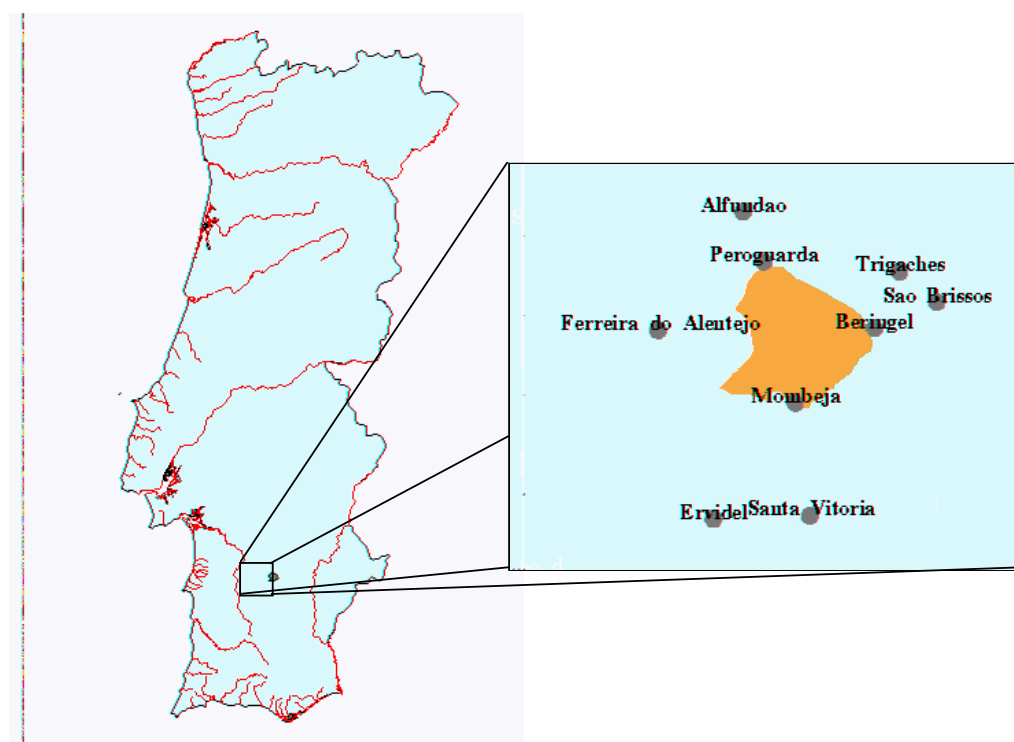 Alfundao
Peroguarda
Trigaches
Sao Brissos
Ferreira do Alentejo
Beringel
Mombeja
Ervidel
Santa Vitoria